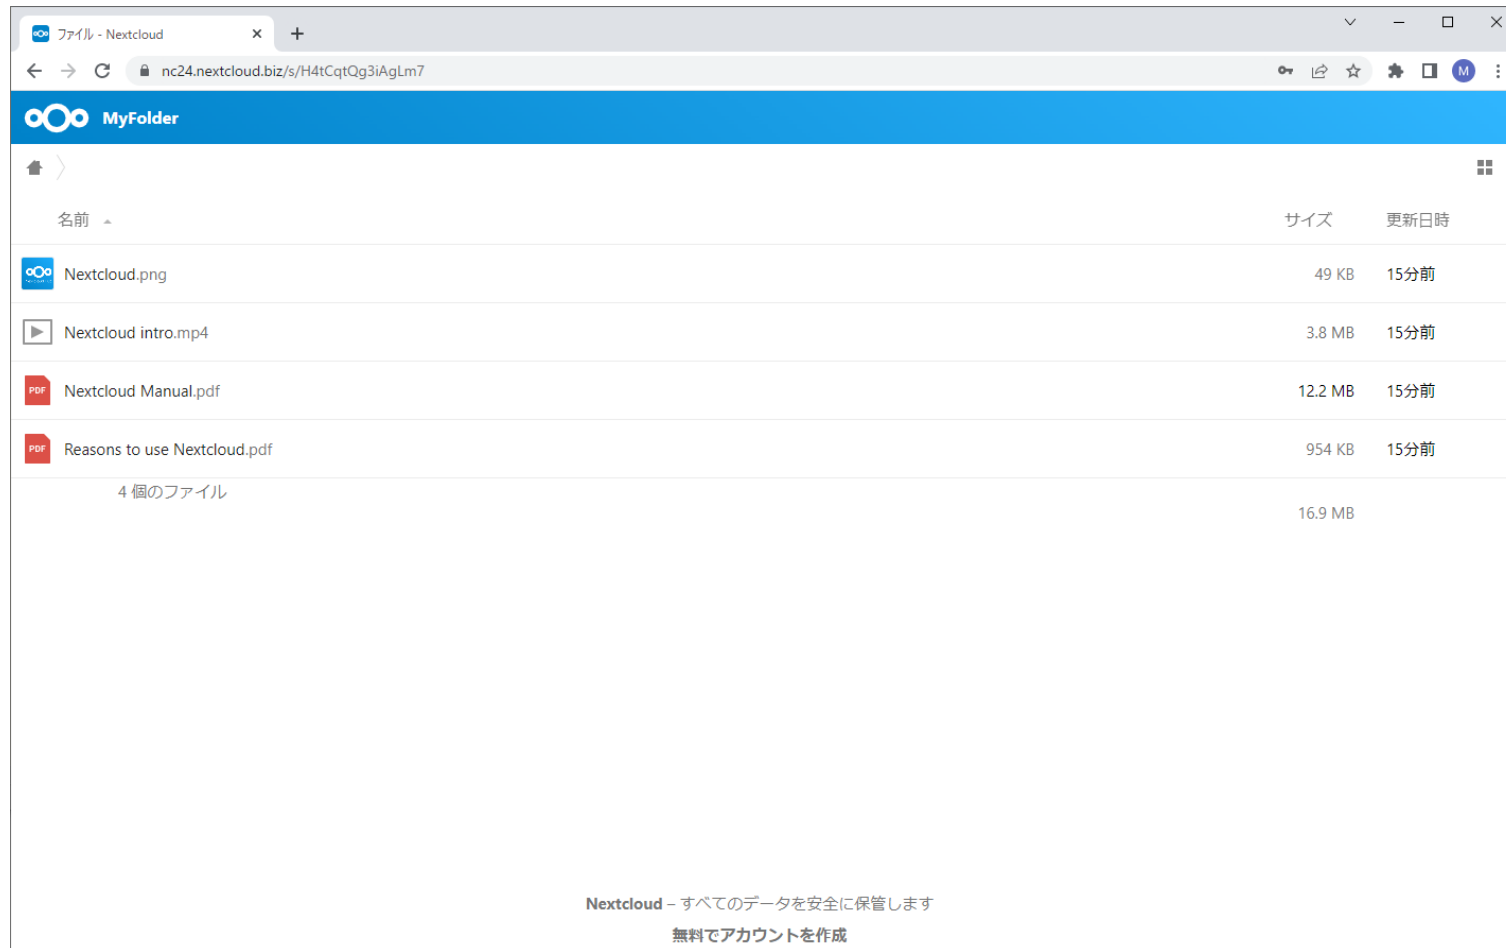 ファイル - Nextcloud
nc24.nextcloud.biz/s/H4tCqtQg3iAgLm7
M
MyFolder
名前 サイズ 更新日時
Nextcloud.png 49 KB 15分前
Nextcloud intro.mp4 3.8 MB 15分前
PDF Nextcloud Manual.pdf 12.2 MB 15分前
PDF Reasons to use Nextcloud.pdf 954 KB 15分前
4 個のファイル
16.9 MB
Nextcloud – すべてのデータを安全に保管します
無料でアカウントを作成